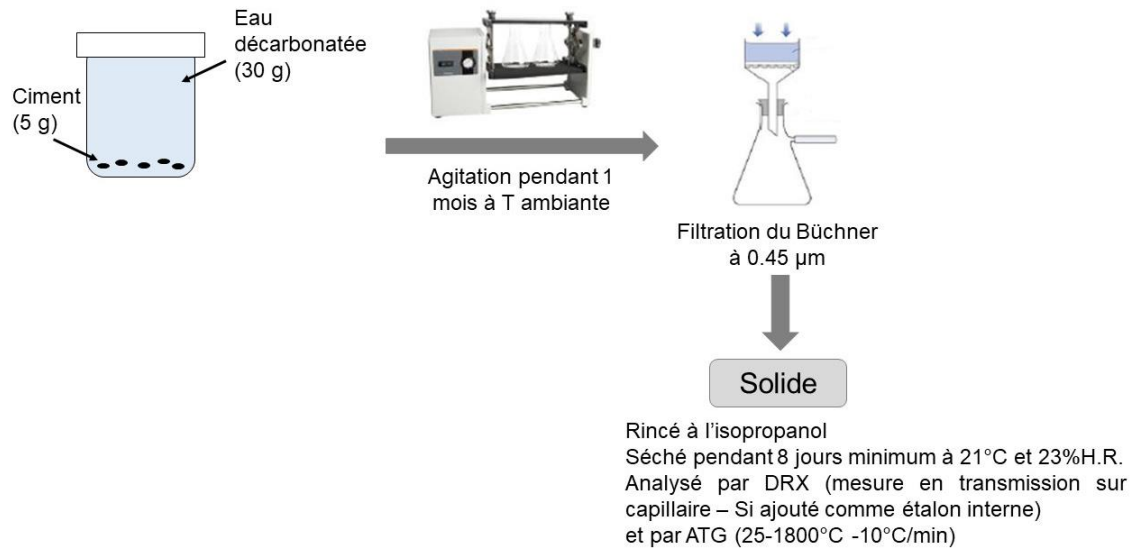 Eau
décarbonatée
(30 g)
Ciment
(5 g)
Agitation pendant 1
mois à T ambiante
Filtration du Büchner
à 0.45 µm
Solide
Rincé à l'isopropanol
Séché pendant 8 jours minimum à 21°C et 23%H.R.
Analysé par DRX (mesure en transmission sur
capillaire – Si ajouté comme étalon interne)
et par ATG (25-1800°C -10°C/min)